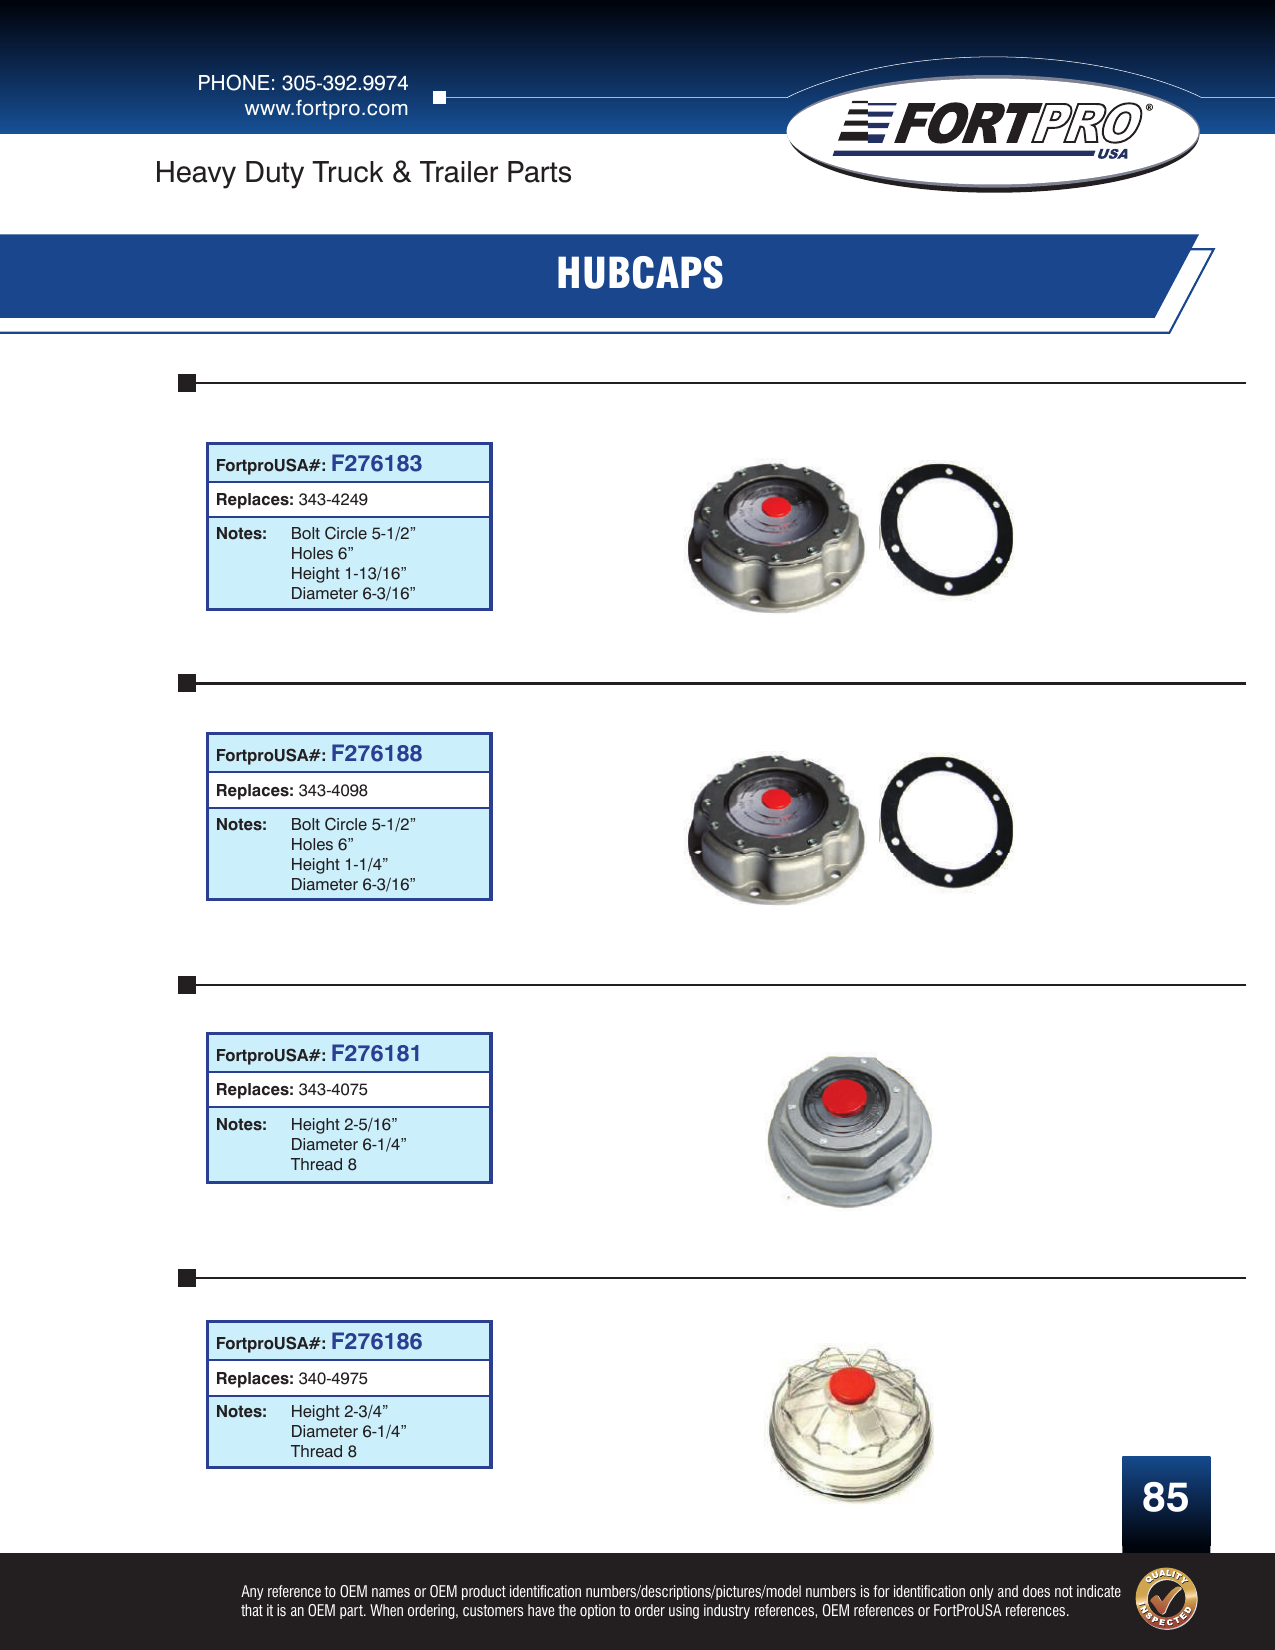 PHONE: 305-392.9974
www.fortpro.com
FORTPRO®
USA
Heavy Duty Truck & Trailer Parts
HUBCAPS
FortproUSA#: F276183
Replaces: 343-4249
Notes: Bolt Circle 5-1/2”
Holes 6”
Height 1-13/16”
Diameter 6-3/16”
FortproUSA#: F276188
Replaces: 343-4098
Notes: Bolt Circle 5-1/2”
Holes 6”
Height 1-1/4”
Diameter 6-3/16”
FortproUSA#: F276181
Replaces: 343-4075
Notes: Height 2-5/16”
Diameter 6-1/4”
Thread 8
FortproUSA#: F276186
Replaces: 340-4975
Notes: Height 2-3/4”
Diameter 6-1/4”
Thread 8
85
Any reference to OEM names or OEM product identification numbers/descriptions/pictures/model numbers is for identification only and does not indicate
that it is an OEM part. When ordering, customers have the option to order using industry references, OEM references or FortProUSA references.
QUALITY
INSPECTED